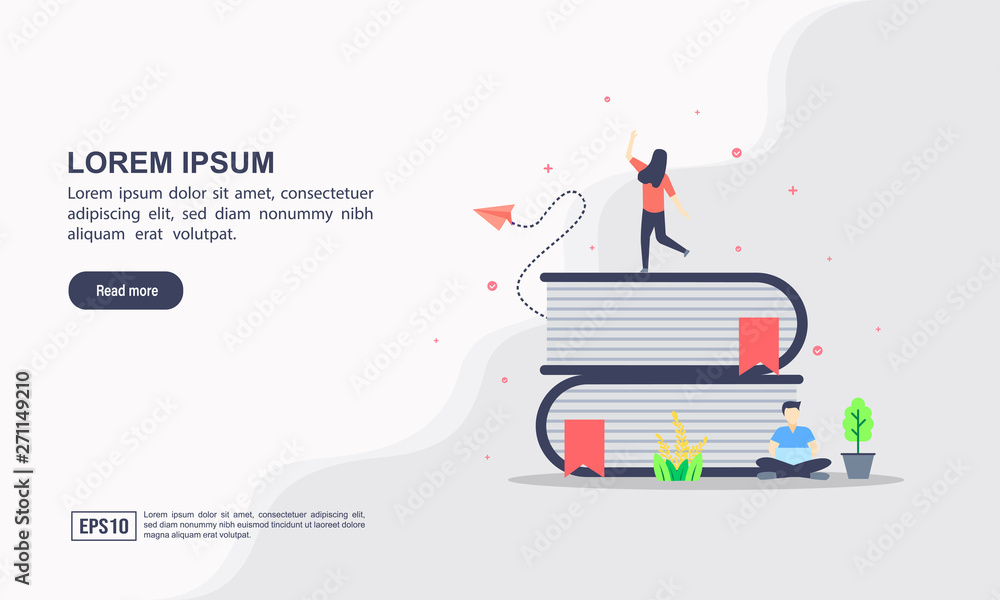 LOREM IPSUM
Lorem ipsum dolor sit amet, consectetuer
adipiscing elit, sed diam nonummy nibh
aliquam erat volutpat.
Read more
EPS10
Lorem ipsum dolor sit amet, consectetuer
adipiscing elit, sed diam nonummy nibh
euismod tincidunt ut laoreet dolore
magna aliquam erat volutpat.
Adobe Stock | #271149210
Adobe Stock